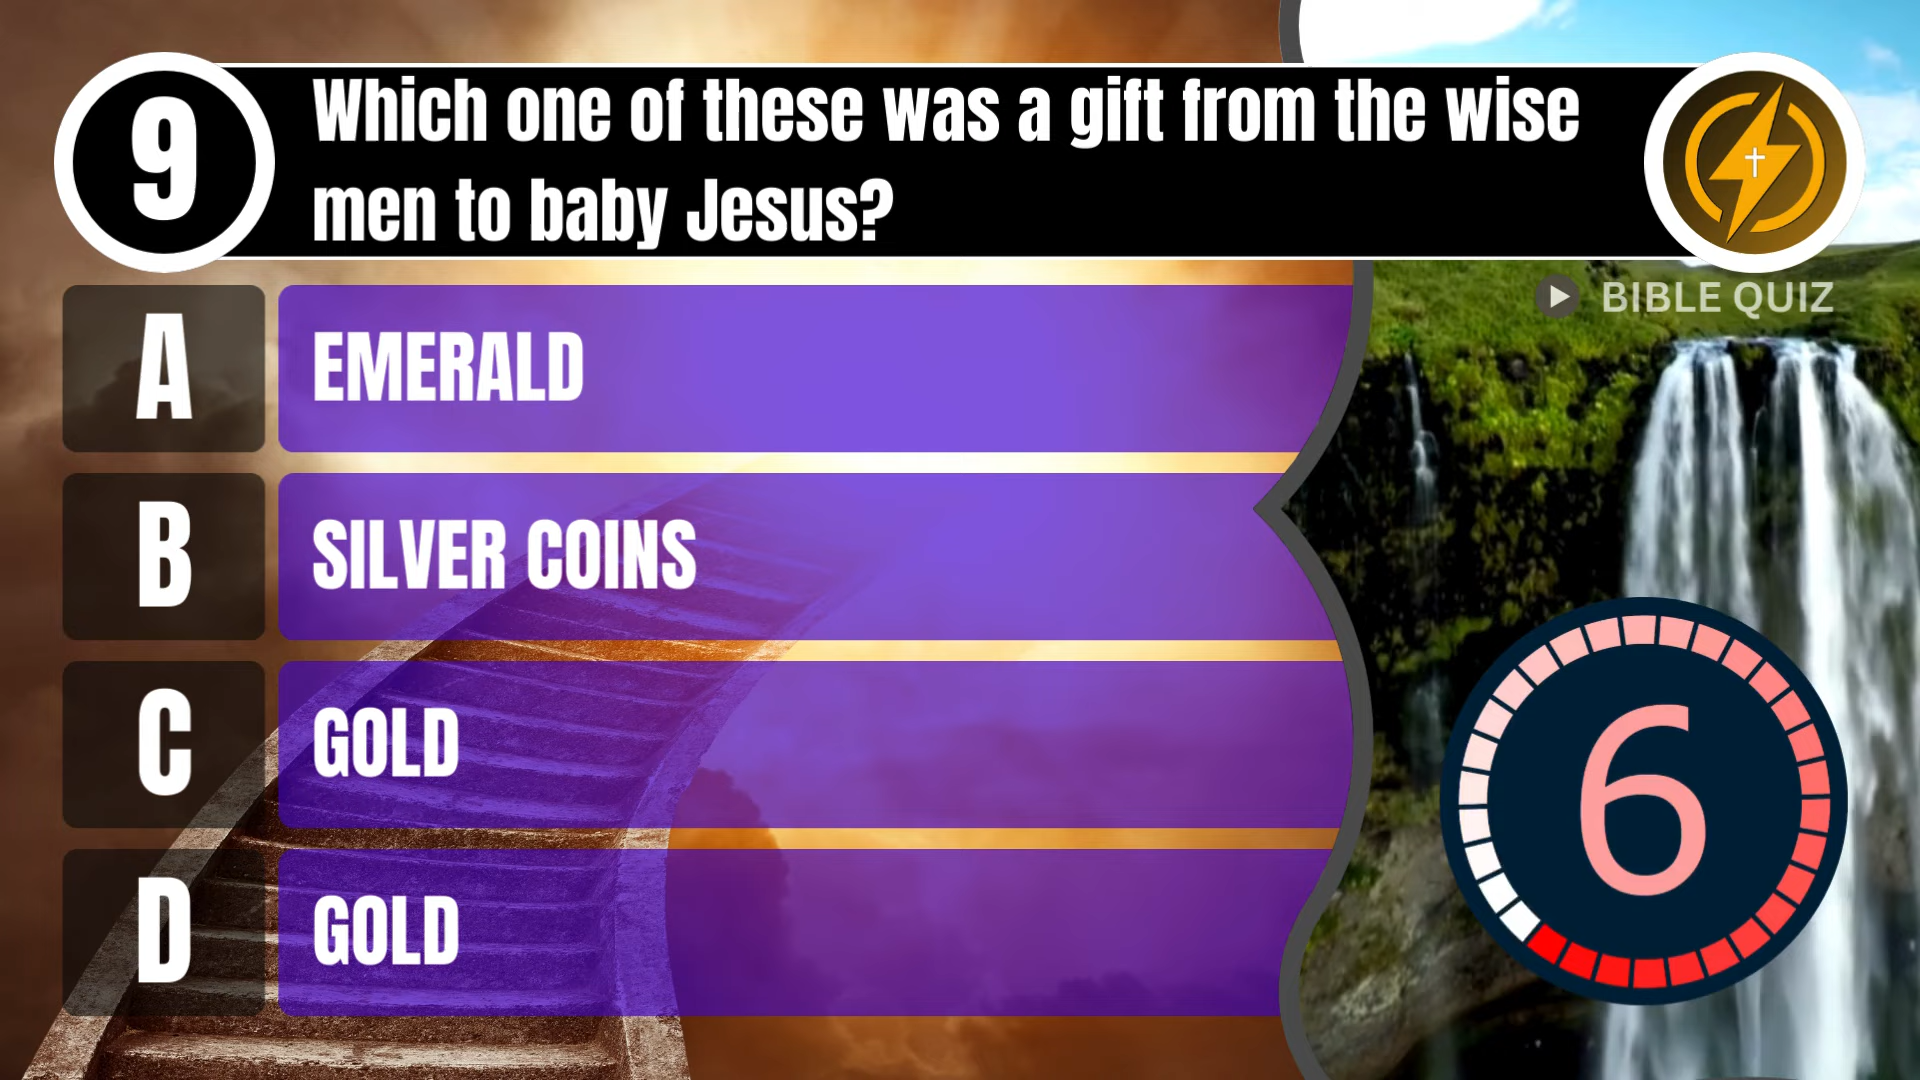 9
Which one of these was a gift from the wise
men to baby Jesus?
BIBLE QUIZ
A
EMERALD
B
SILVER COINS
C
GOLD
D
GOLD
6